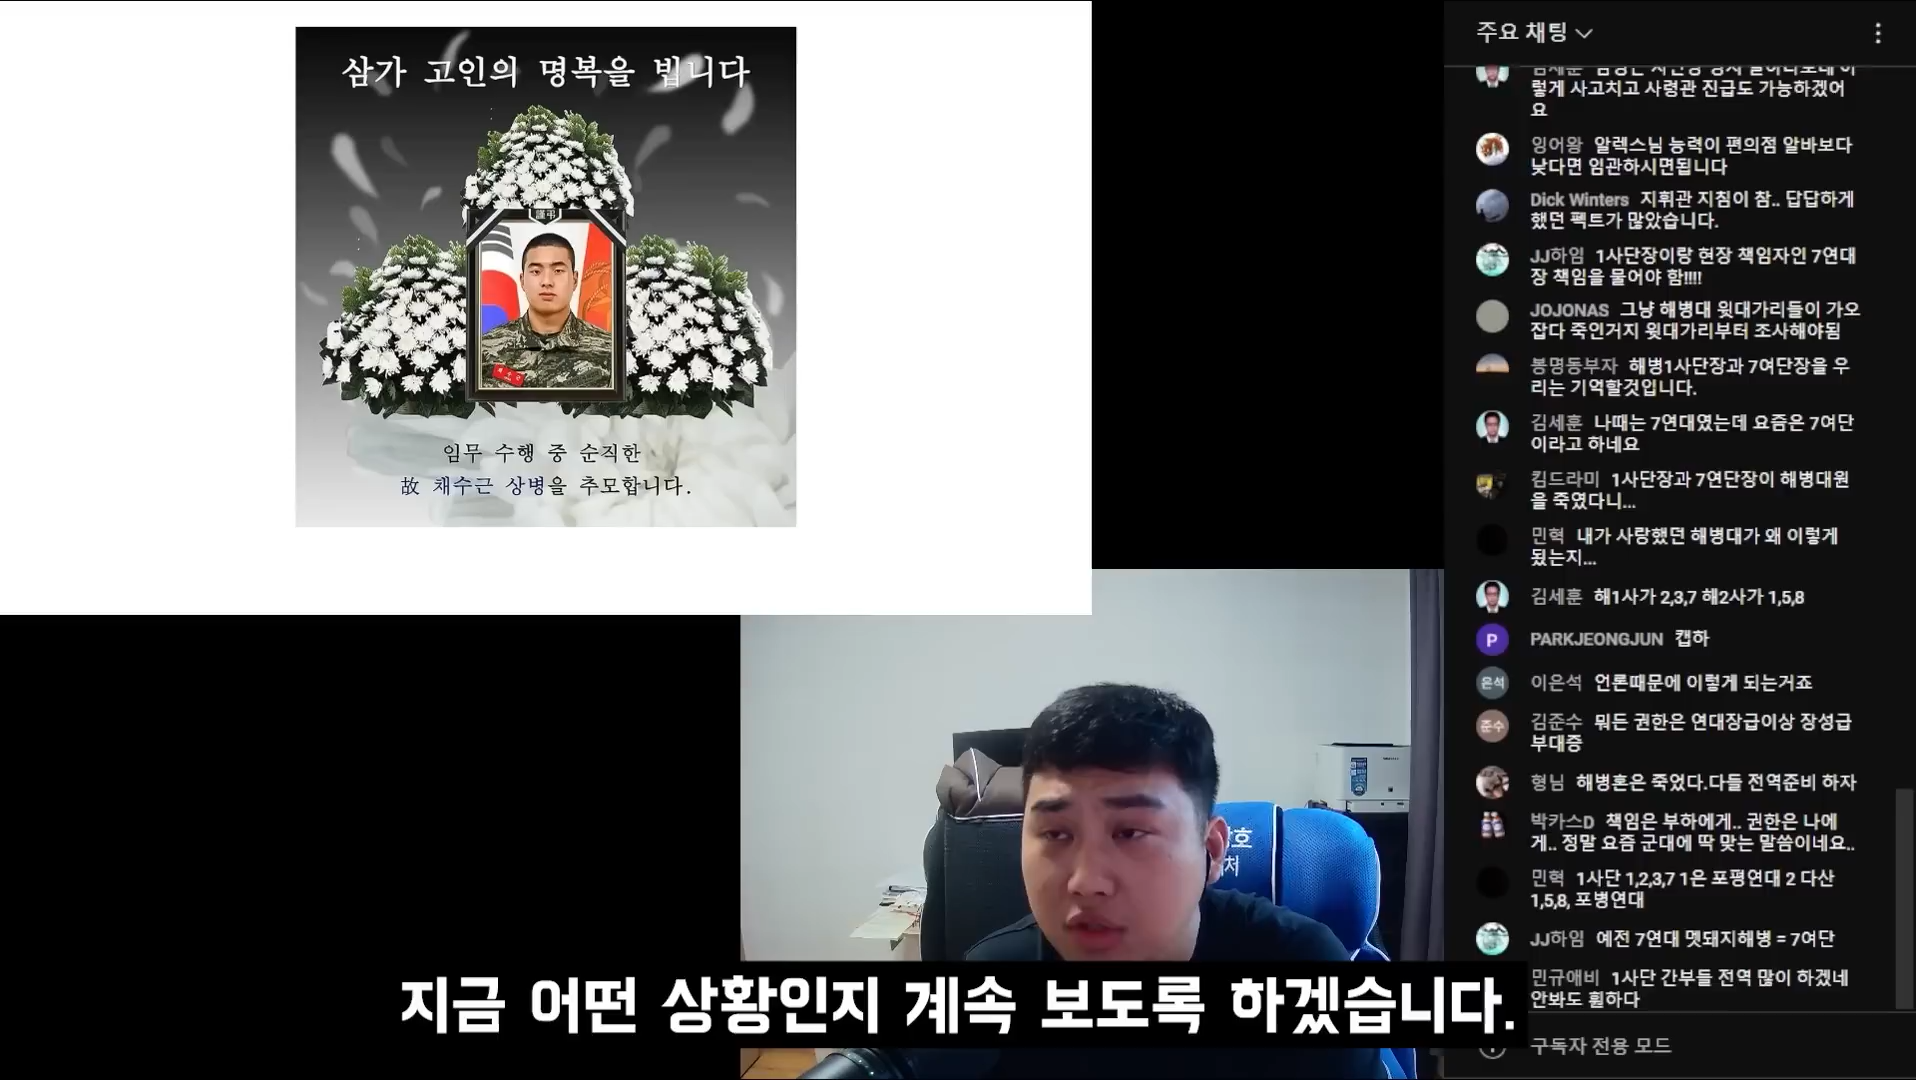 삼가 고인의 명복을 빕니다
謹弔
임무 수행 중 순직한
故 채수근 상병을 추모합니다.
지금 어떤 상황인지 계속 보도록 하겠습니다.
주요 채팅
렇게 사고치고 사령관 진급도 가능하겠어
요
잉어왕 알렉스님 능력이 편의점 알바보다
낮다면 임관하시면됩니다
Dick Winters 지휘관 지침이 참.. 답답하게
했던 팩트가 많았습니다.
JJ하임 1사단장이랑 현장 책임자인 7연대
장 책임을 물어야 함!!!!
JOJONAS 그냥 해병대 윗대가리들이 가오
잡다 죽인거지 윗대가리부터 조사해야됨
봉명동부자 해병1사단장과 7여단장을 우
리는 기억할것입니다.
김세훈 나때는 7연대였는데 요즘은 7여단
이라고 하네요
킴드라미 1사단장과 7연단장이 해병대원
을 죽였다니...
민혁 내가 사랑했던 해병대가 왜 이렇게
됬는지...
김세훈 해1사가 2,3,7 해2사가 1,5,8
P PARKJEONGJUN 캡하
은석 이은석 언론때문에 이렇게 되는거죠
준수 김준수 뭐든 권한은 연대장급이상 장성급
부대증
형님 해병혼은 죽었다.다들 전역준비 하자
박카스D 책임은 부하에게.. 권한은 나에
게.. 정말 요즘 군대에 딱 맞는 말씀이네요..
민혁 1사단 1,2,3,7 1은 포평연대 2 다산
1,5,8, 포병연대
JJ하임 예전 7연대 멧돼지해병 = 7여단
민규애비 1사단 간부들 전역 많이 하겠네
안봐도 훤하다
구독자 전용 모드